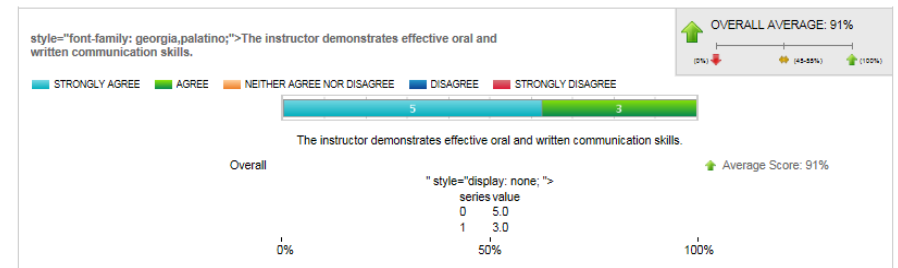 OVERALL AVERAGE: 91%
(0%) (45-55%) (100%)
style="font-family: georgia,palatino;">The instructor demonstrates effective oral and
written communication skills.
STRONGLY AGREE AGREE NEITHER AGREE NOR DISAGREE DISAGREE STRONGLY DISAGREE
5 3
The instructor demonstrates effective oral and written communication skills.
Overall Average Score: 91%
" style="display: none; ">
series value
0 5.0
1 3.0
0% 50% 100%